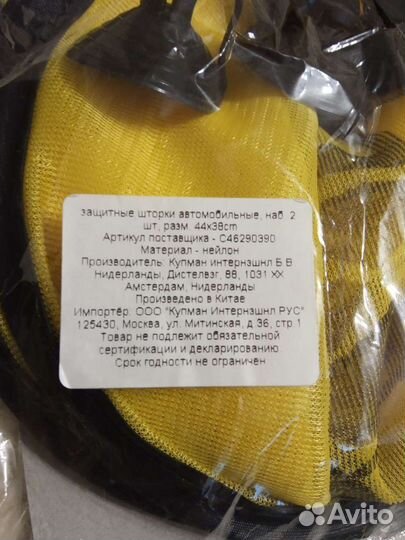 защитные шторки автомобильные, наб. 2
шт, разм. 44x38cm
Артикул поставщика - C46290390
Материал - нейлон
Производитель: Купман интернэшнл Б.В
Нидерланды, Дистелвэг, 88, 1031 XX
Амстердам, Нидерланды
Произведено в Китае
Импортёр: ООО "Купман Интернэшнл РУС"
125430, Москва, ул. Митинская, д.36, стр.1
Товар не подлежит обязательной
сертификации и декларированию
Срок годности не ограничен
Avito